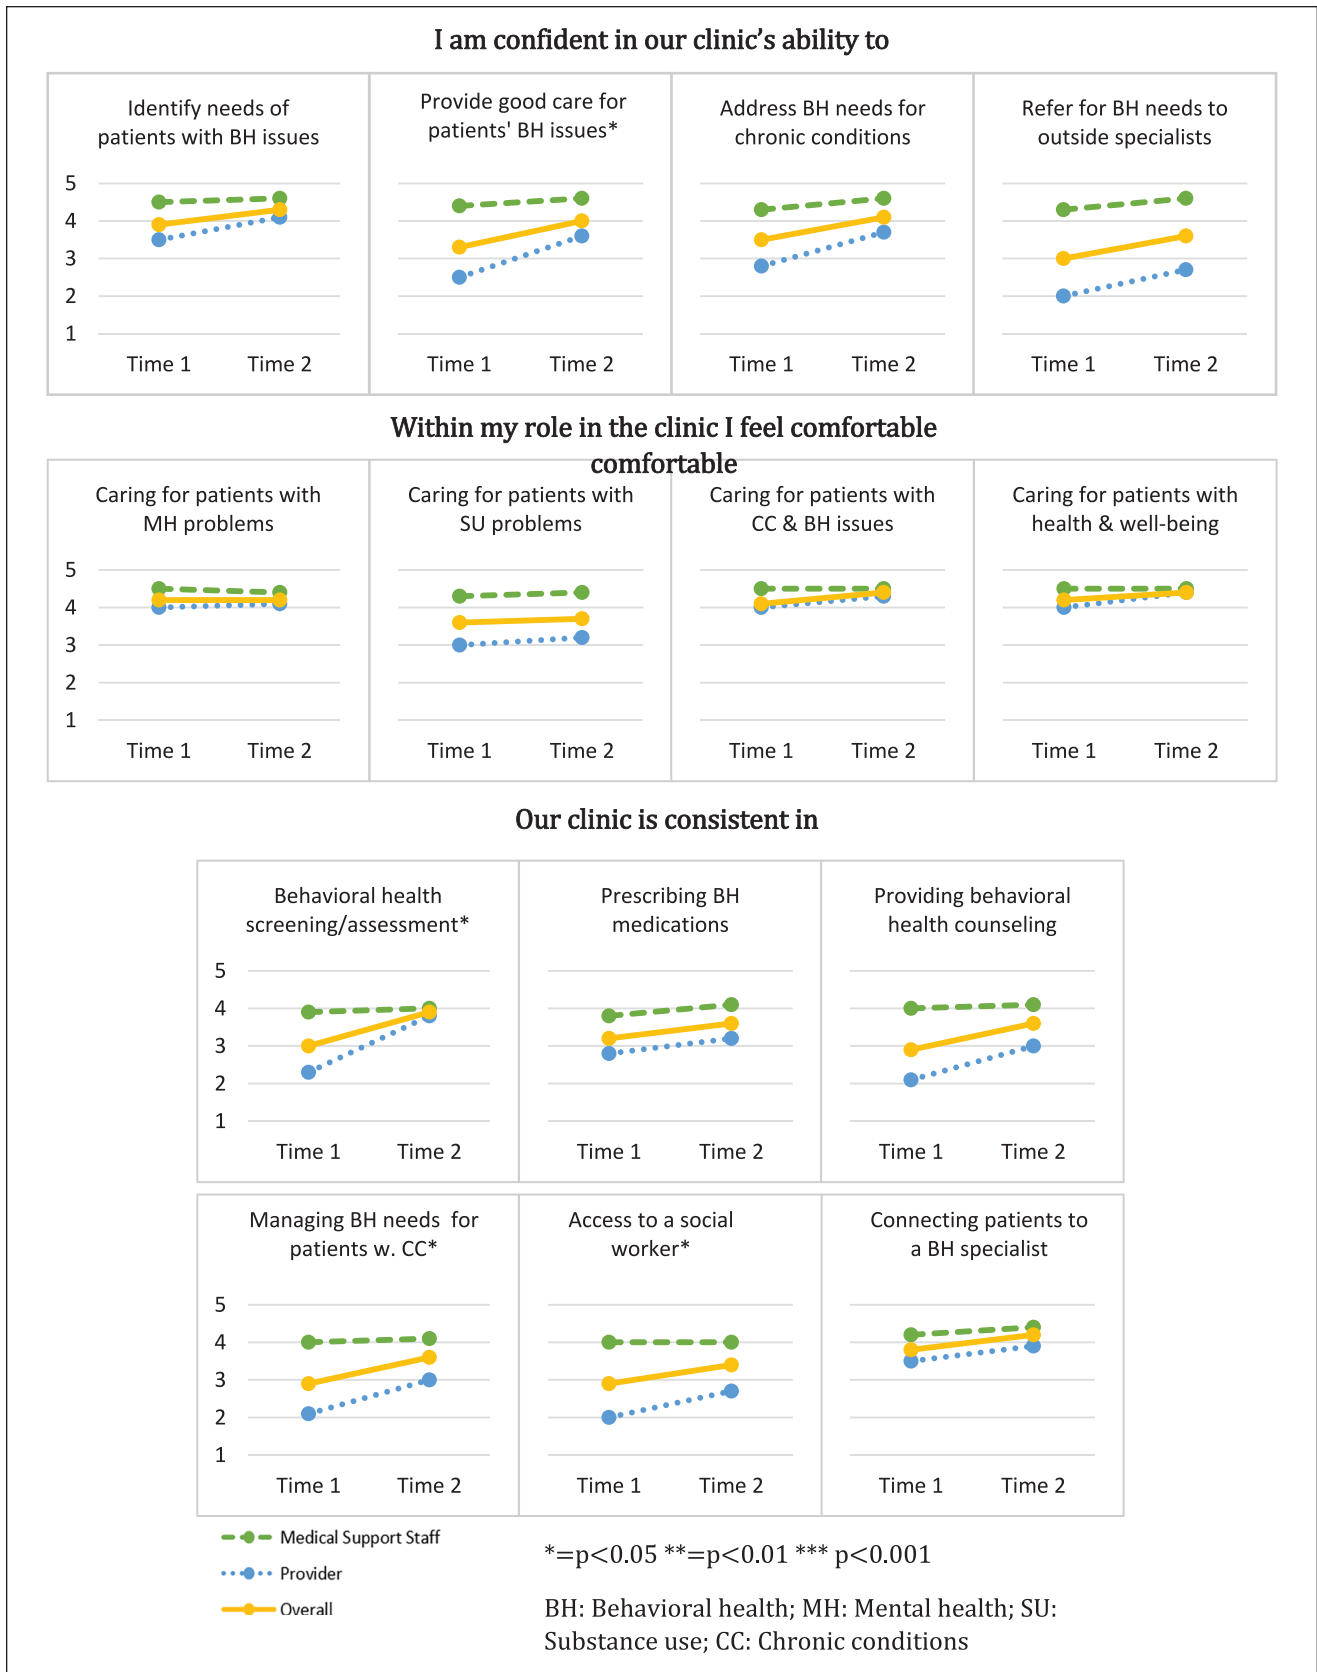 I am confident in our clinic’s ability to
Identify needs of
patients with BH issues
Provide good care for
patients' BH issues*
Address BH needs for
chronic conditions
Refer for BH needs to
outside specialists
5
4
3
2
1
Time 1 Time 2
Time 1 Time 2
Time 1 Time 2
Time 1 Time 2
Within my role in the clinic I feel comfortable
comfortable
Caring for patients with
MH problems
Caring for patients with
SU problems
Caring for patients with
CC & BH issues
Caring for patients with
health & well-being
5
4
3
2
1
Time 1 Time 2
Time 1 Time 2
Time 1 Time 2
Time 1 Time 2
Our clinic is consistent in
Behavioral health
screening/assessment*
Prescribing BH
medications
Providing behavioral
health counseling
5
4
3
2
1
Time 1 Time 2
Time 1 Time 2
Time 1 Time 2
Managing BH needs for
patients w. CC*
Access to a social
worker*
Connecting patients to
a BH specialist
5
4
3
2
1
Time 1 Time 2
Time 1 Time 2
Time 1 Time 2
Medical Support Staff
Provider
Overall
*=p<0.05 **=p<0.01 *** p<0.001
BH: Behavioral health; MH: Mental health; SU:
Substance use; CC: Chronic conditions